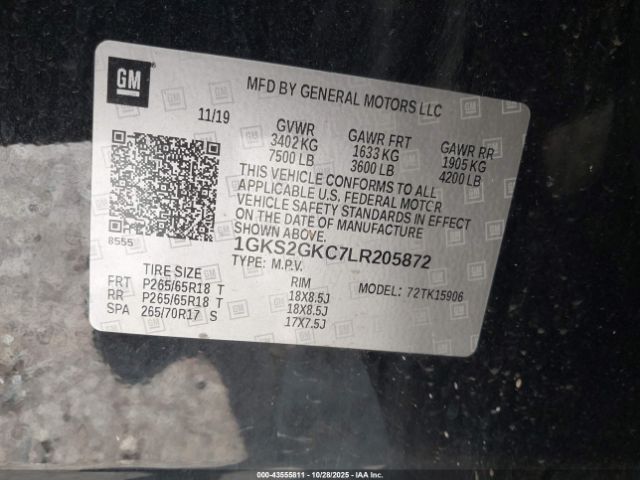 GM
MFD BY GENERAL MOTORS LLC
11/19
GVWR GAWR FRT GAWR RR
3402 KG 1633 KG 1905 KG
7500 LB 3600 LB 4200 LB
THIS VEHICLE CONFORMS TO ALL
APPLICABLE U.S. FEDERAL MOTOR
VEHICLE SAFETY STANDARDS IN EFFECT
ON THE DATE OF MANUFACTURE
SHOWN ABOVE.
8555
1GKS2GKC7LR205872
TYPE: M.P.V.
TIRE SIZE RIM MODEL: 72TK15906
FRT P265/65R18 T 18X8.5J
RR P265/65R18 T 18X8.5J
SPA 265/70R17 S 17X7.5J
000-43555811 - 10/28/2025 - IAA Inc.